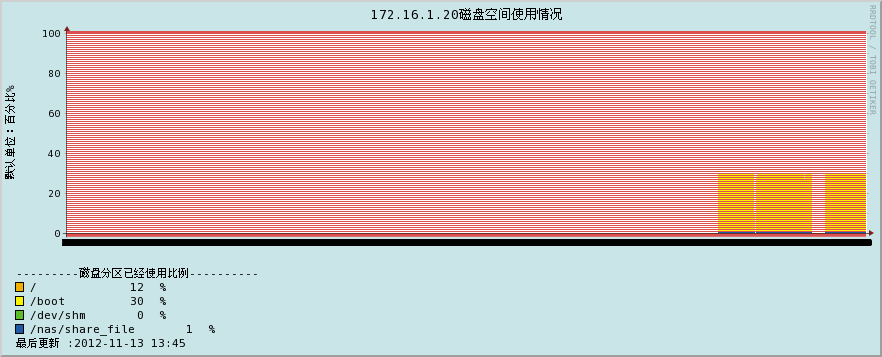 172.16.1.20磁盘空间使用情况
RRDTOOL / TOBI OETIKER
默认单位：百分比%
100
80
60
40
20
0
---------磁盘分区已经使用比例----------
/ 12 %
/boot 30 %
/dev/shm 0 %
/nas/share_file 1 %
最后更新 :2012-11-13 13:45